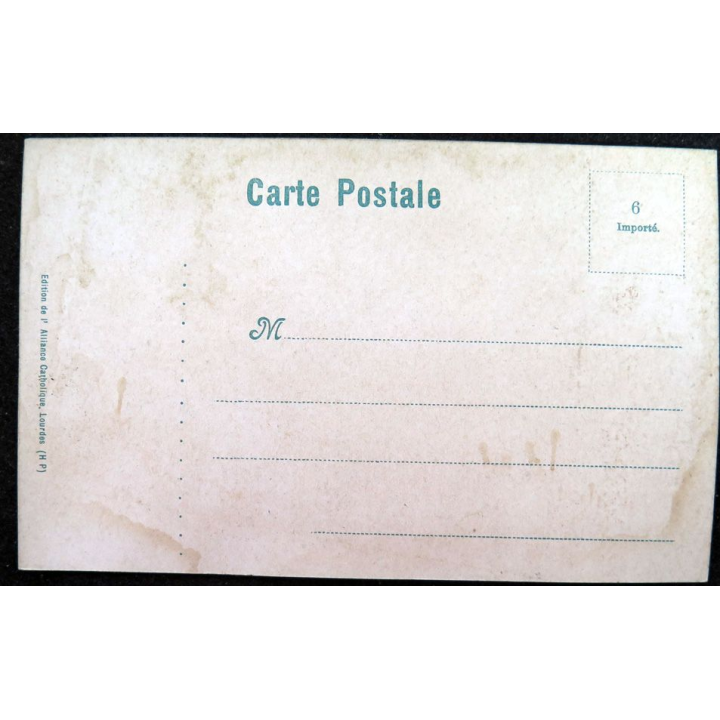 Carte Postale
6
Importé.
M
Edition de l' Alliance Catholique, Lourdes (H P)